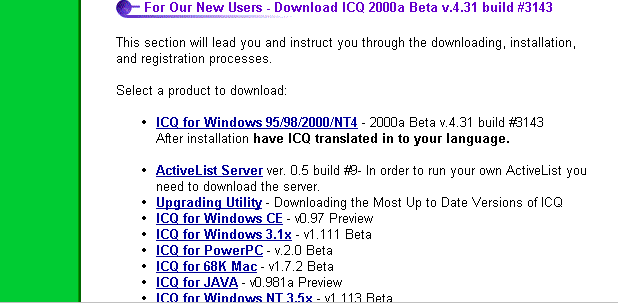 For Our New Users - Download ICQ 2000a Beta v.4.31 build #3143
This section will lead you and instruct you through the downloading, installation,
and registration processes.
Select a product to download:
• ICQ for Windows 95/98/2000/NT4 - 2000a Beta v.4.31 build #3143
After installation have ICQ translated in to your language.
• ActiveList Server ver. 0.5 build #9- In order to run your own ActiveList you
need to download the server.
• Upgrading Utility - Downloading the Most Up to Date Versions of ICQ
• ICQ for Windows CE - v0.97 Preview
• ICQ for Windows 3.1x - v1.111 Beta
• ICQ for PowerPC - v.2.0 Beta
• ICQ for 68K Mac - v1.7.2 Beta
• ICQ for JAVA - v0.981a Preview
• ICQ for Windows NT 3.5x - v1.113 Beta